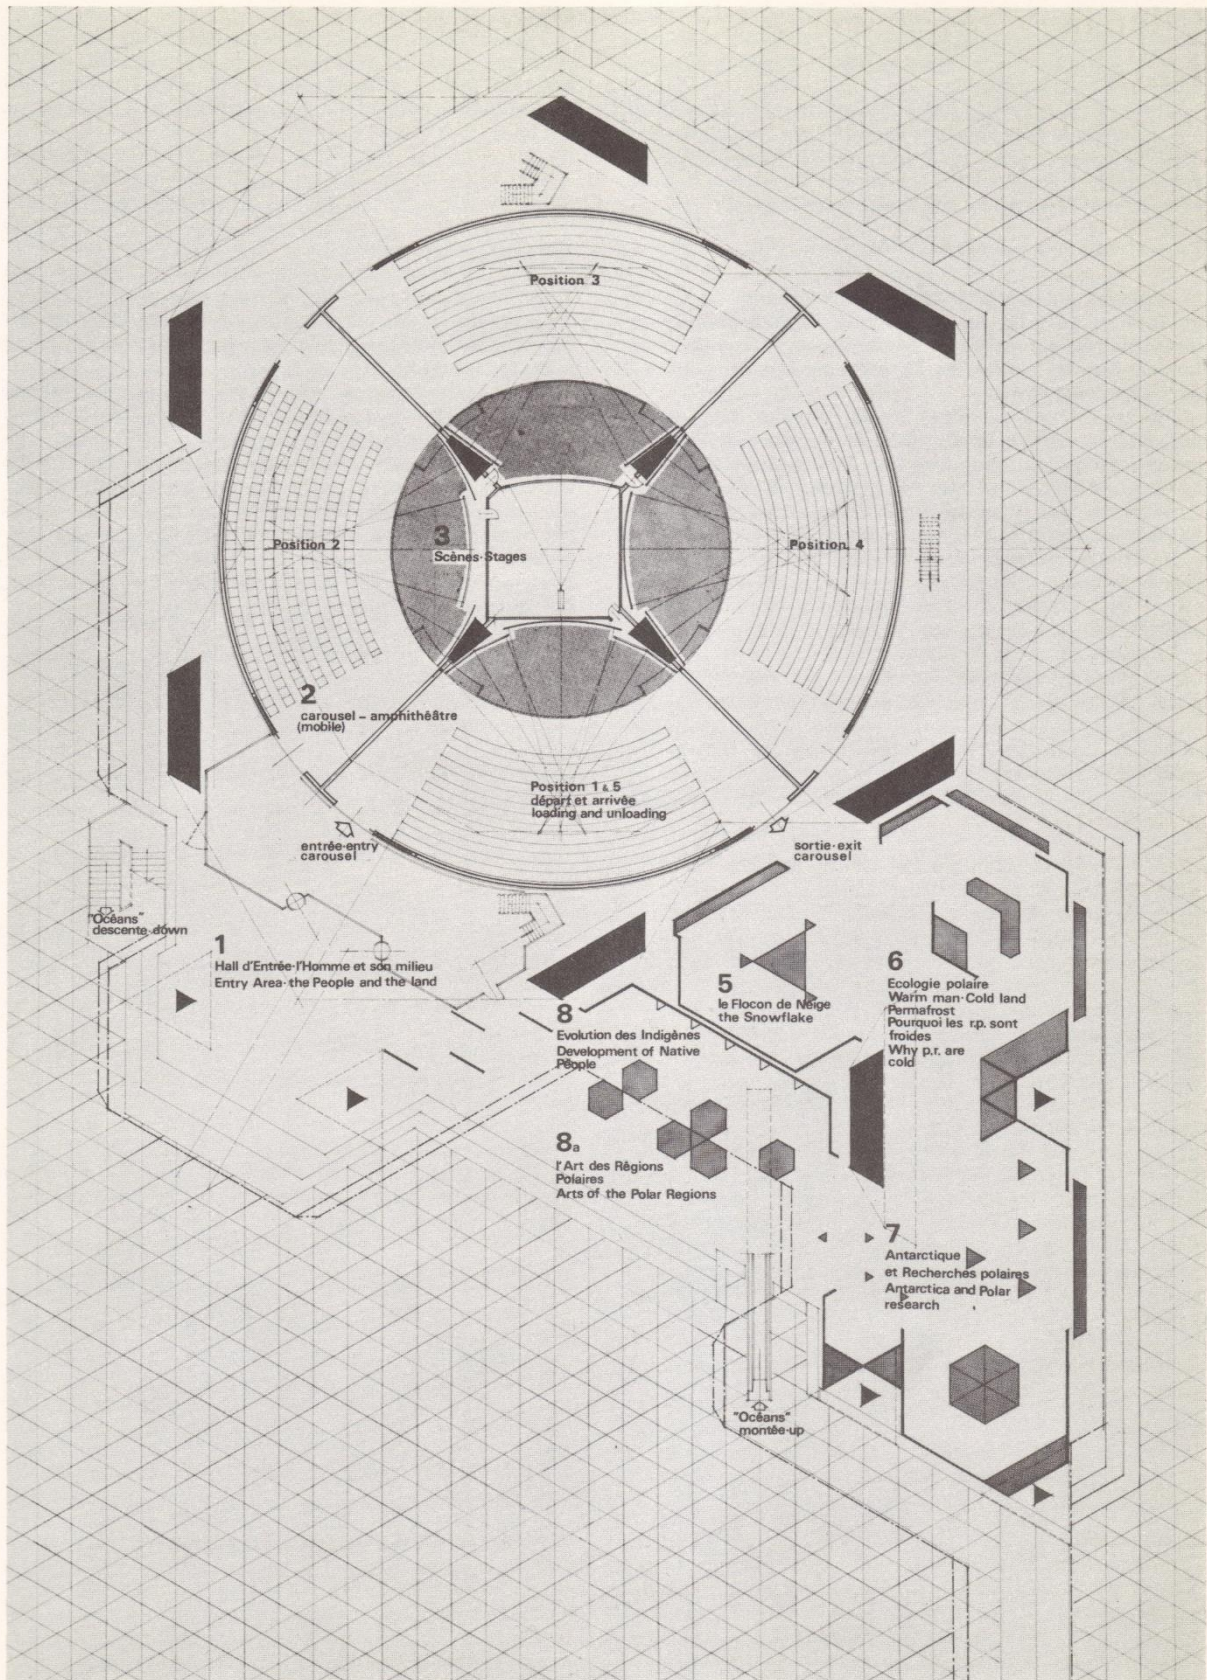 Position 3
Position 2
3
Scènes·Stages
Position 4
2
carousel – amphithéâtre
(mobile)
Position 1 & 5
départ et arrivée
loading and unloading
entrée·entry
carousel
sortie·exit
carousel
"Océans"
descente·down
1
Hall d'Entrée·l'Homme et son milieu
Entry Area·the People and the land
5
le Flocon de Neige
the Snowflake
6
Ecologie polaire
Warm man·Cold land
Permafrost
Pourquoi les r.p. sont
froides
Why p.r. are
cold
8
Evolution des Indigènes
Development of Native
People
8a
l'Art des Régions
Polaires
Arts of the Polar Regions
7
Antarctique
et Recherches polaires
Antarctica and Polar
research
"Océans"
montée·up